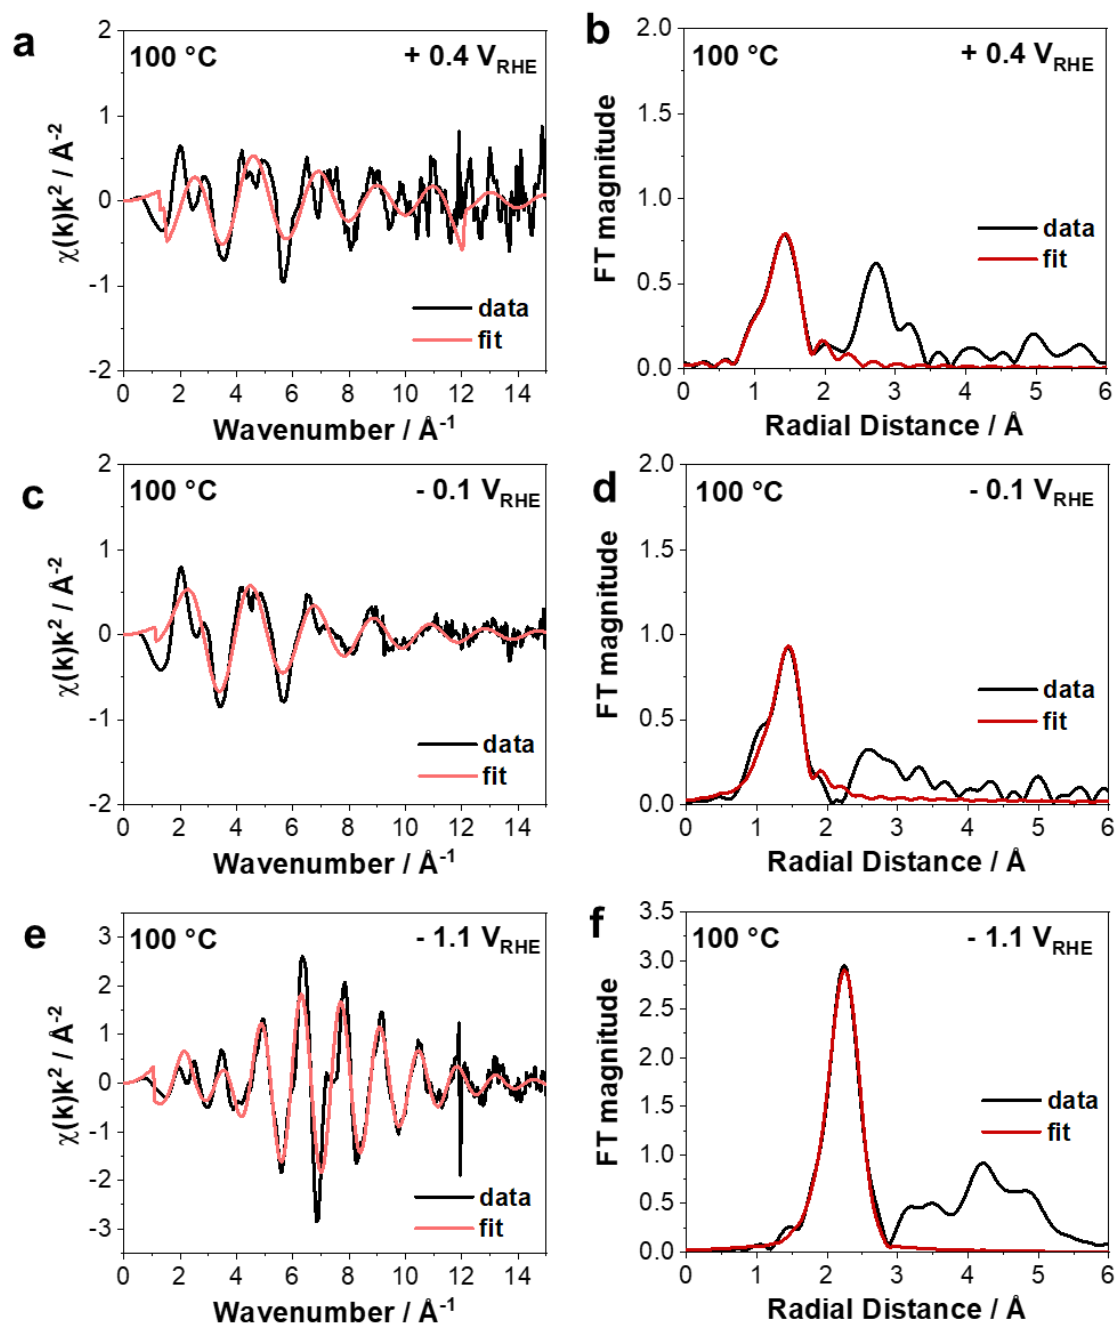 a
100 °C + 0.4 V_RHE
2
1
0
-1
-2
χ(k)k² / Å⁻²
data
fit
0 2 4 6 8 10 12 14
Wavenumber / Å⁻¹
b
100 °C + 0.4 V_RHE
2.0
1.5
1.0
0.5
0.0
FT magnitude
data
fit
0 1 2 3 4 5 6
Radial Distance / Å
c
100 °C - 0.1 V_RHE
2
1
0
-1
-2
χ(k)k² / Å⁻²
data
fit
0 2 4 6 8 10 12 14
Wavenumber / Å⁻¹
d
100 °C - 0.1 V_RHE
2.0
1.5
1.0
0.5
0.0
FT magnitude
data
fit
0 1 2 3 4 5 6
Radial Distance / Å
e
100 °C - 1.1 V_RHE
3
2
1
0
-1
-2
-3
χ(k)k² / Å⁻²
data
fit
0 2 4 6 8 10 12 14
Wavenumber / Å⁻¹
f
100 °C - 1.1 V_RHE
3.5
3.0
2.5
2.0
1.5
1.0
0.5
0.0
FT magnitude
data
fit
0 1 2 3 4 5 6
Radial Distance / Å